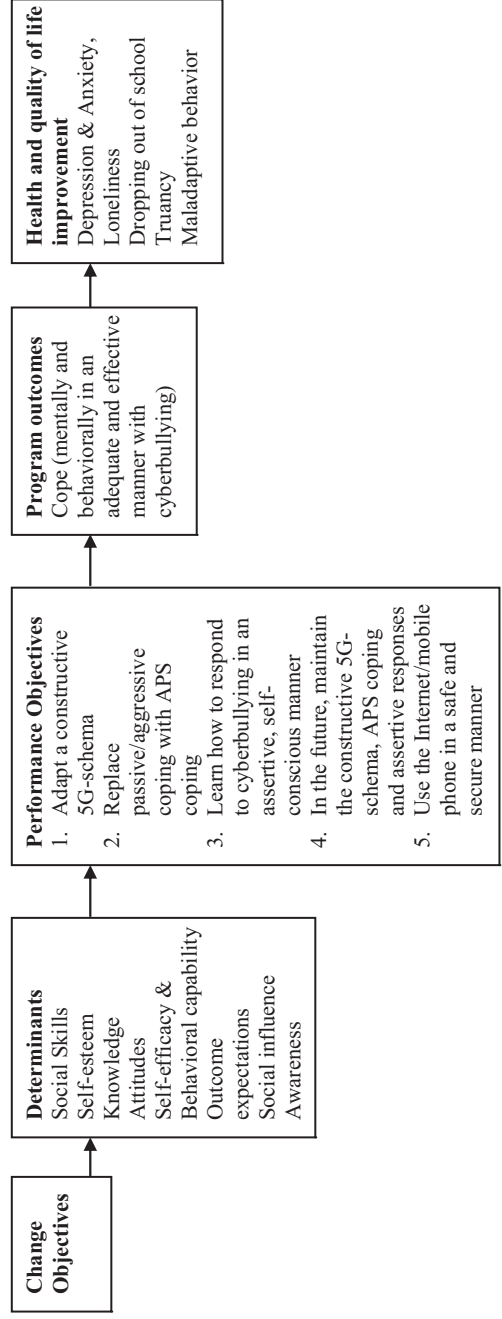 Change
Objectives
Determinants
Social Skills
Self-esteem
Knowledge
Attitudes
Self-efficacy &
Behavioral capability
Outcome
expectations
Social influence
Awareness
Performance Objectives
1. Adapt a constructive
5G-schema
2. Replace
passive/aggressive
coping with APS
coping
3. Learn how to respond
to cyberbullying in an
assertive, self-
conscious manner
4. In the future, maintain
the constructive 5G-
schema, APS coping
and assertive responses
5. Use the Internet/mobile
phone in a safe and
secure manner
Program outcomes
Cope (mentally and
behaviorally in an
adequate and effective
manner with
cyberbullying)
Health and quality of life
improvement
Depression & Anxiety,
Loneliness
Dropping out of school
Truancy
Maladaptive behavior